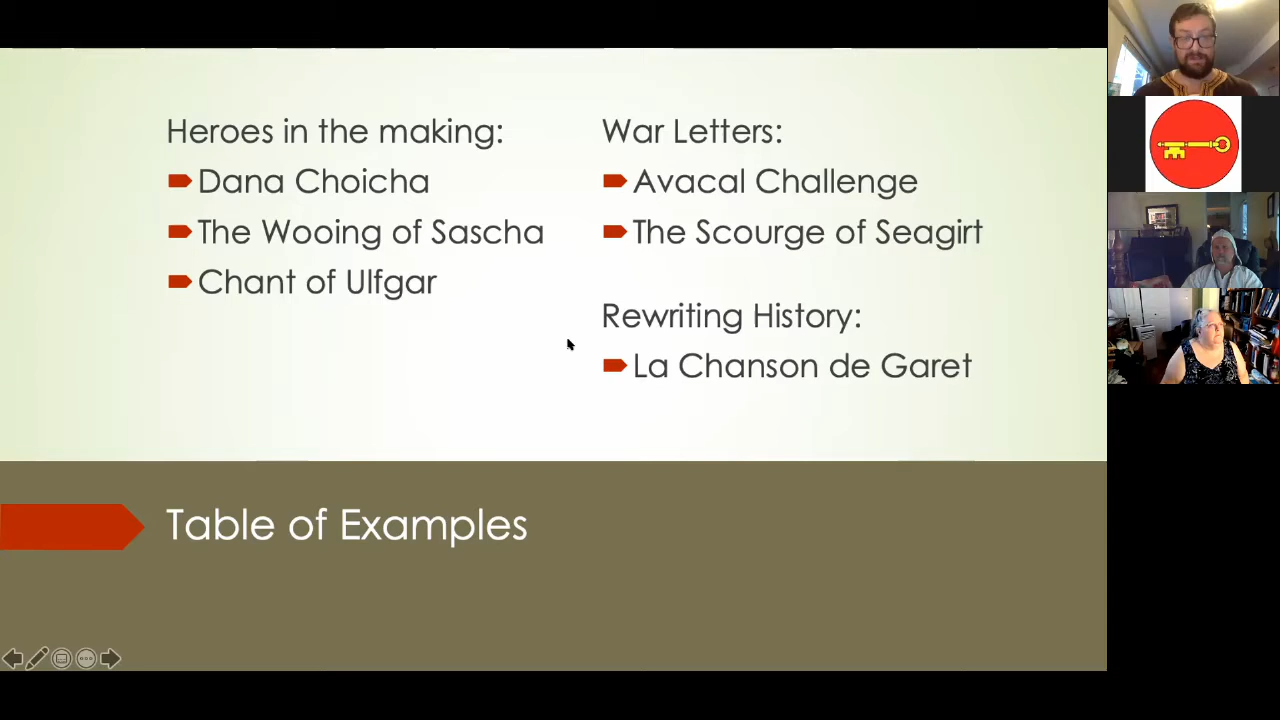 Heroes in the making:
Dana Choicha
The Wooing of Sascha
Chant of Ulfgar
War Letters:
Avacal Challenge
The Scourge of Seagirt
Rewriting History:
La Chanson de Garet
Table of Examples